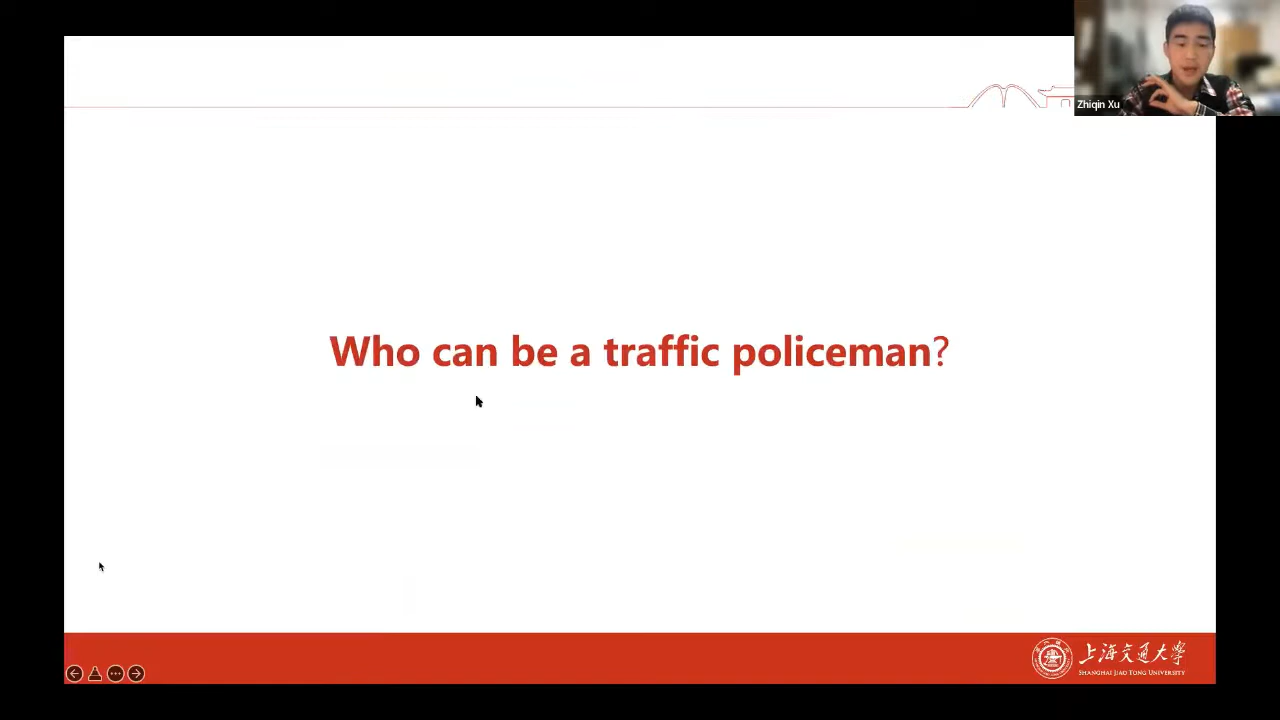 Zhiqin Xu
Who can be a traffic policeman?
上海交通大学
SHANGHAI JIAO TONG UNIVERSITY